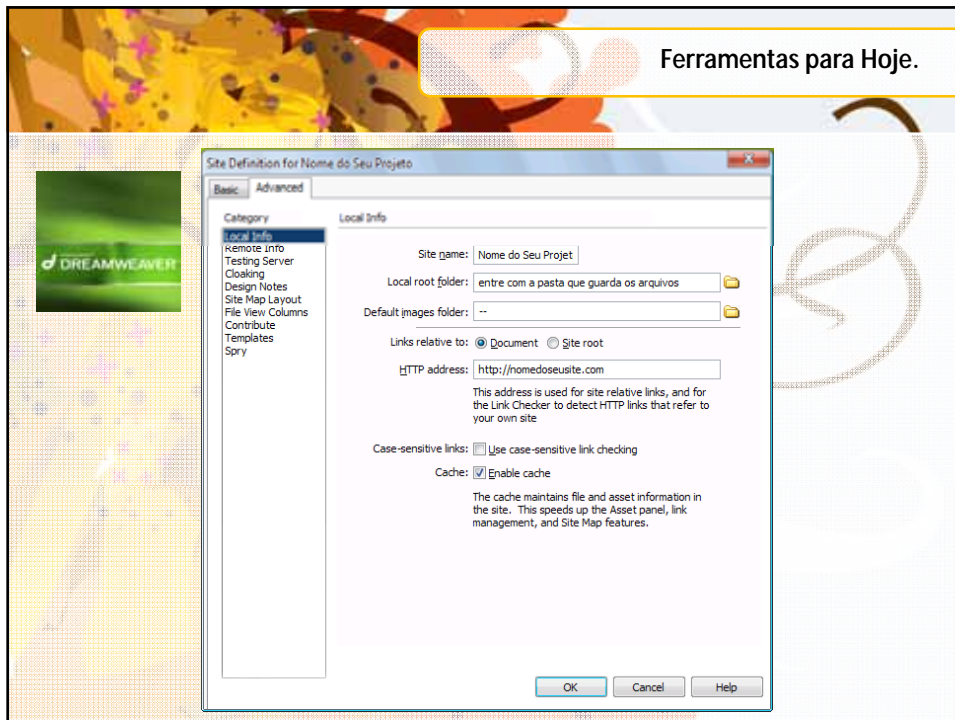 Ferramentas para Hoje.
Site Definition for Nome do Seu Projeto
Basic Advanced
Category
Local Info
Remote Info
Testing Server
Cloaking
Design Notes
Site Map Layout
File View Columns
Contribute
Templates
Spry
Local Info
Site name: Nome do Seu Projet
Local root folder: entre com a pasta que guarda os arquivos
Default images folder: --
Links relative to: Document Site root
HTTP address: http://nomedoseusite.com
This address is used for site relative links, and for
the Link Checker to detect HTTP links that refer to
your own site
Case-sensitive links: Use case-sensitive link checking
Cache: Enable cache
The cache maintains file and asset information in
the site. This speeds up the Asset panel, link
management, and Site Map features.
OK Cancel Help
d DREAMWEAVER